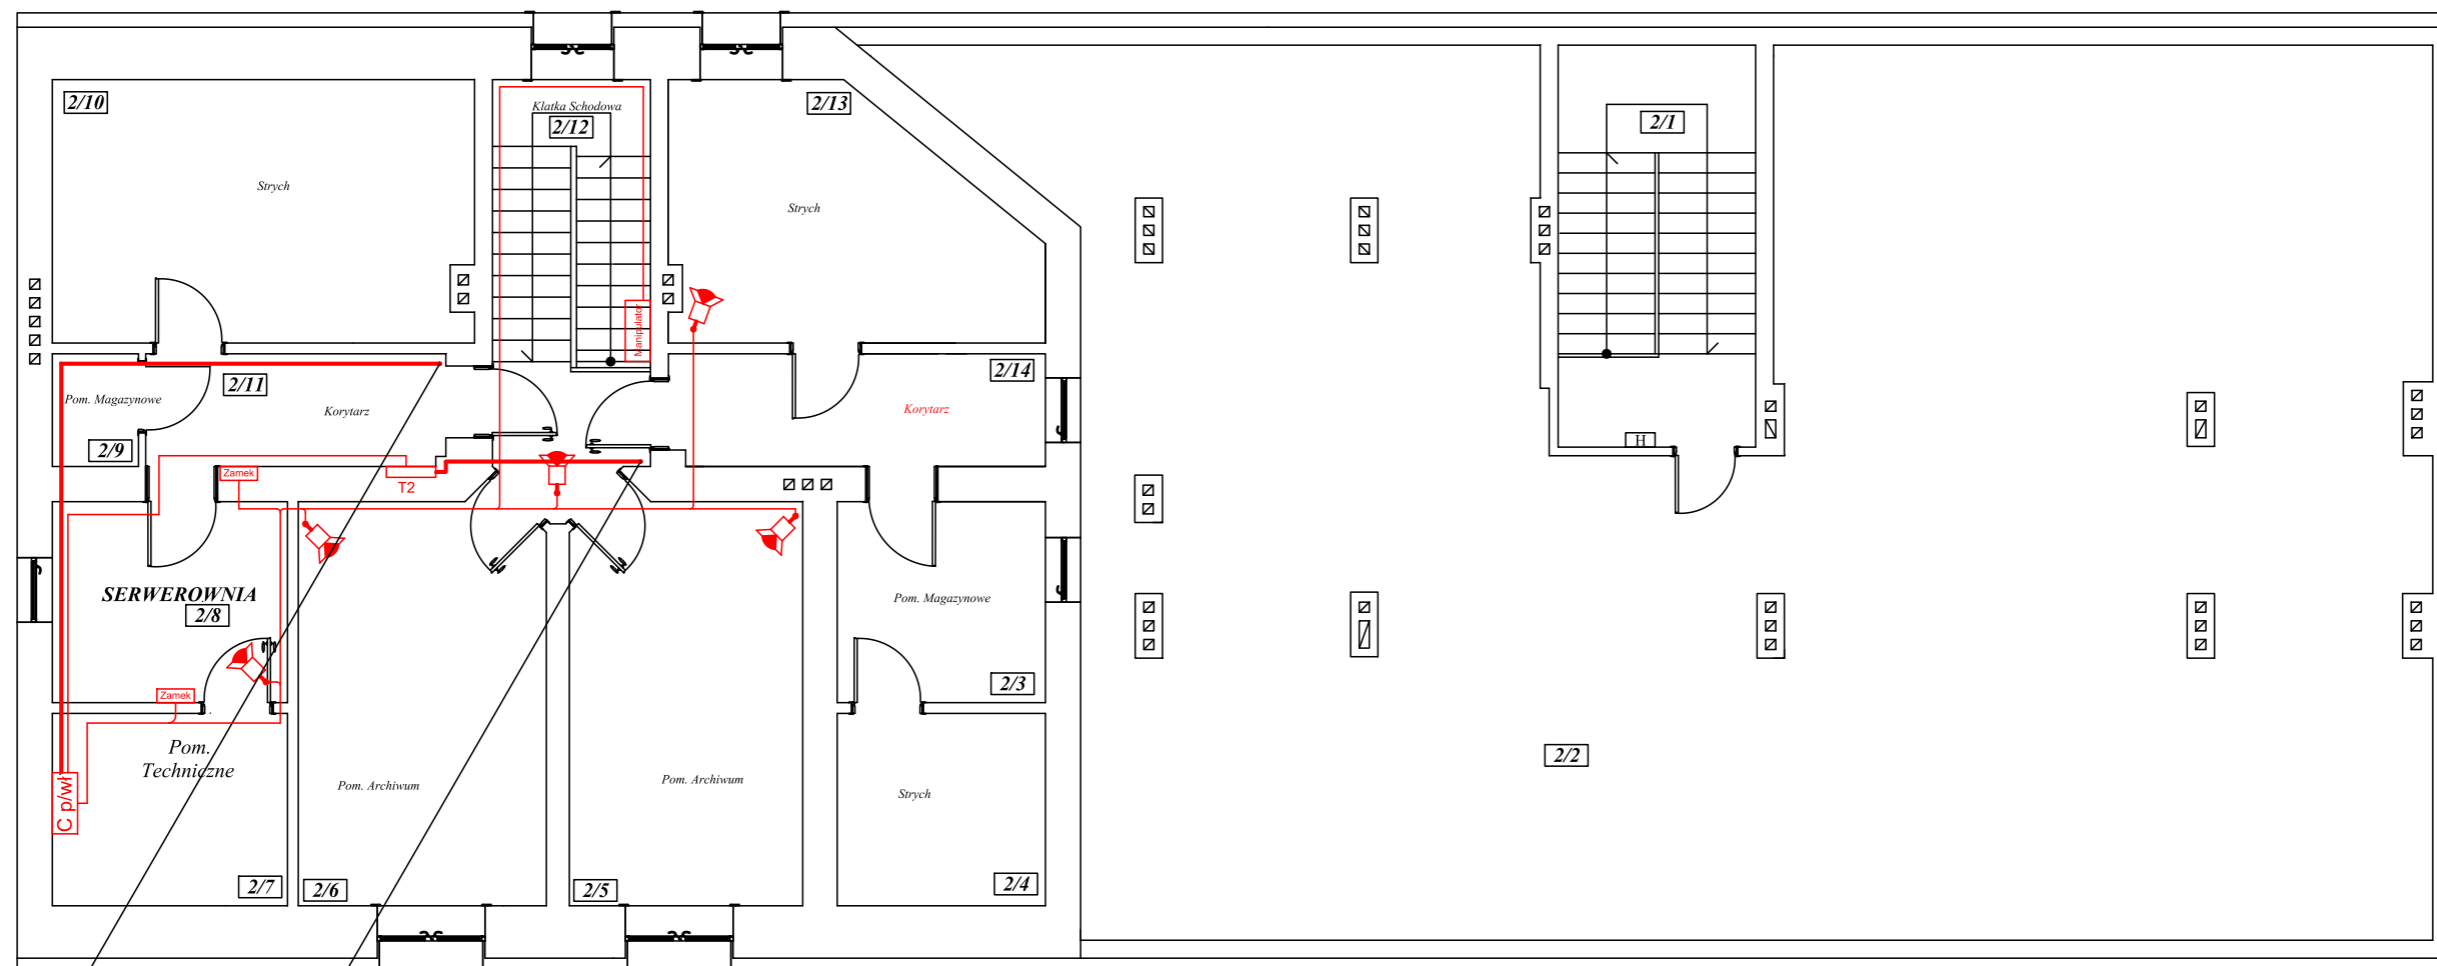 2/10
Klatka Schodowa
2/12
2/13
2/1
Strych
Strych
Manipulator
2/11
2/14
Pom. Magazynowe
Korytarz
Korytarz
2/9
H
Zamek
T2
SERWEROWNIA
2/8
Pom. Magazynowe
2/3
Zamek
Pom.
Techniczne
2/2
C p/wł
Pom. Archiwum
Pom. Archiwum
Strych
2/7
2/6
2/5
2/4